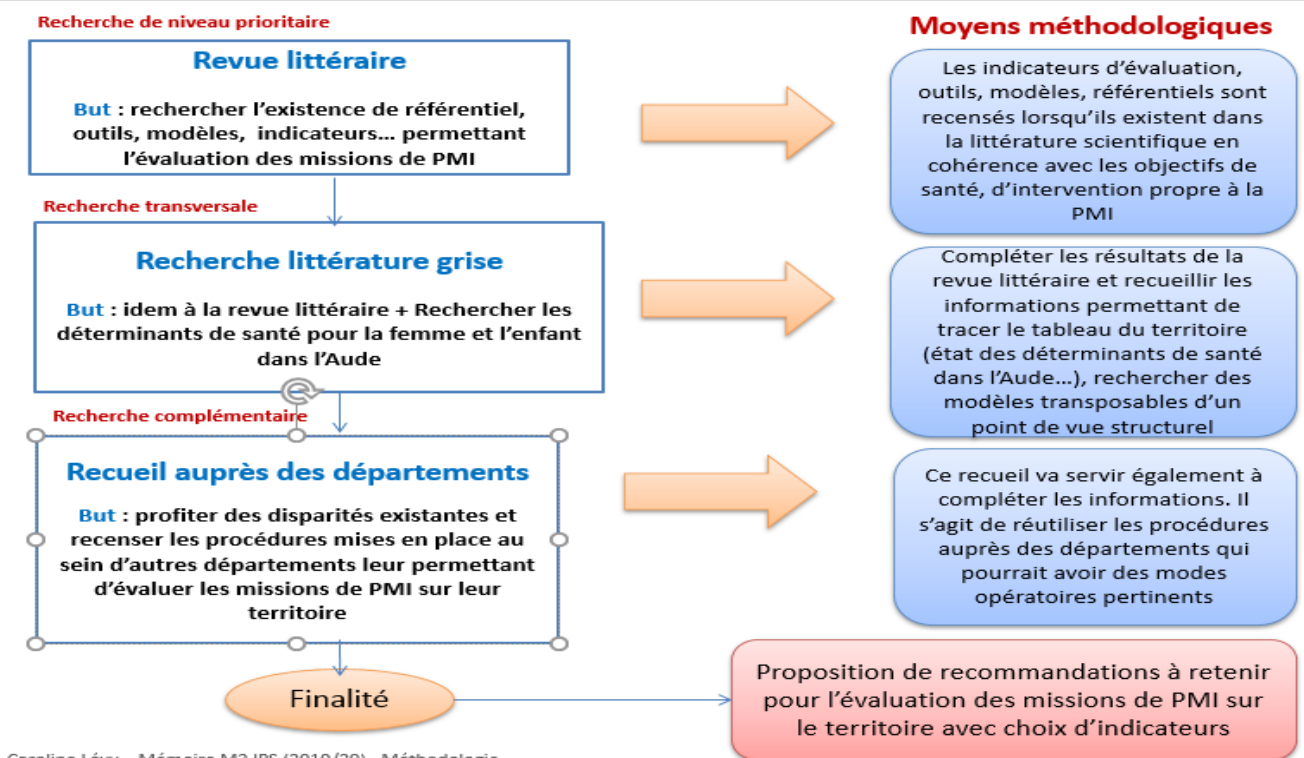 Recherche de niveau prioritaire
Revue littéraire
But : rechercher l'existence de référentiel,
outils, modèles, indicateurs... permettant
l'évaluation des missions de PMI
Recherche transversale
Recherche littérature grise
But : idem à la revue littéraire + Rechercher les
déterminants de santé pour la femme et l'enfant
dans l'Aude
Recherche complémentaire
Recueil auprès des départements
But : profiter des disparités existantes et
recenser les procédures mises en place au
sein d'autres départements leur permettant
d'évaluer les missions de PMI sur leur
territoire
Finalité
Moyens méthodologiques
Les indicateurs d'évaluation,
outils, modèles, référentiels sont
recensés lorsqu'ils existent dans
la littérature scientifique en
cohérence avec les objectifs de
santé, d'intervention propre à la
PMI
Compléter les résultats de la
revue littéraire et recueillir les
informations permettant de
tracer le tableau du territoire
(état des déterminants de santé
dans l'Aude...), rechercher des
modèles transposables d'un
point de vue structurel
Ce recueil va servir également à
compléter les informations. Il
s'agit de réutiliser les procédures
auprès des départements qui
pourrait avoir des modes
opératoires pertinents
Proposition de recommandations à retenir
pour l'évaluation des missions de PMI sur
le territoire avec choix d'indicateurs
Mémoire M2 (2019/20) Méthodologie